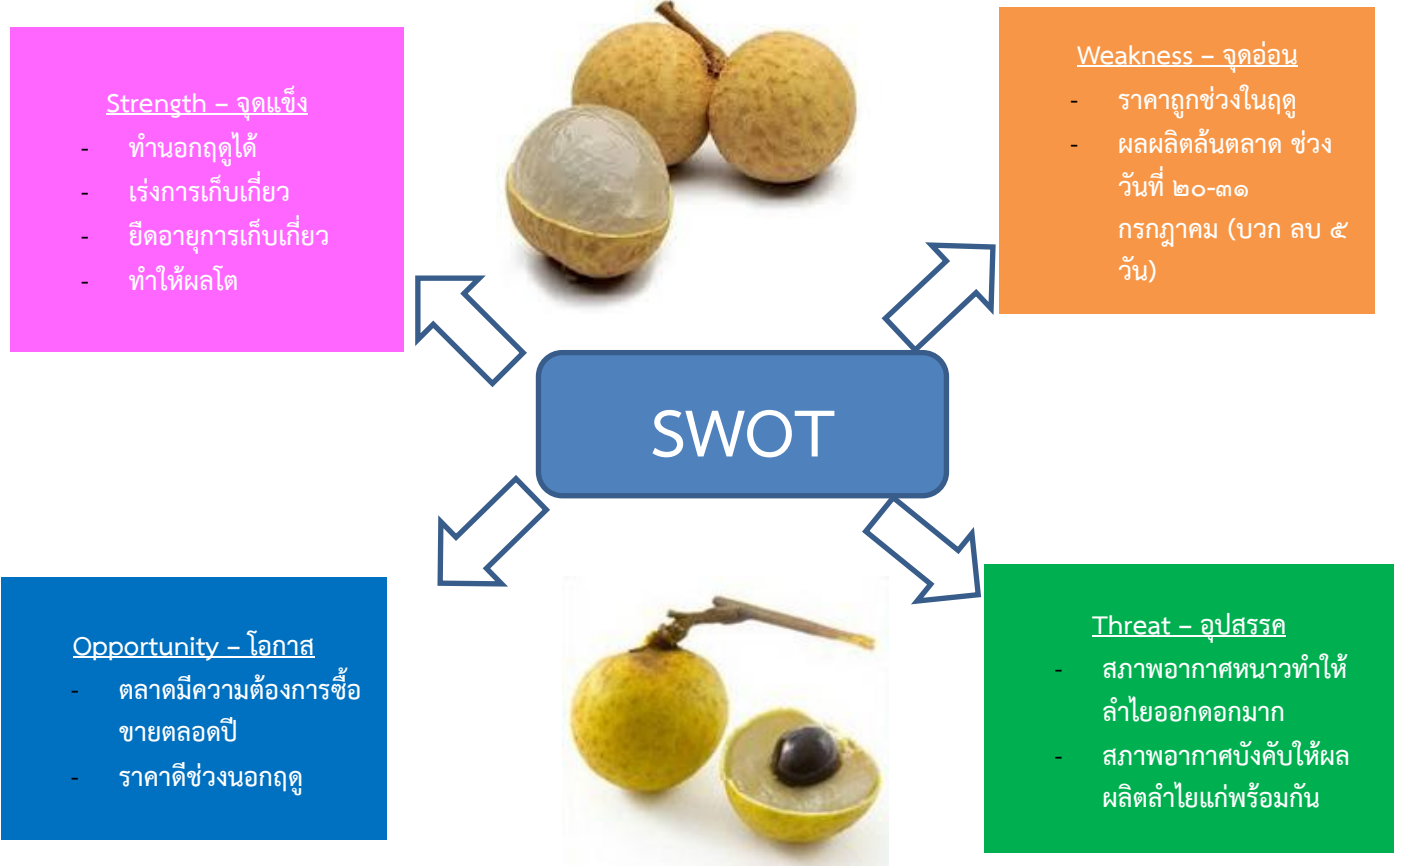 Strength – จุดแข็ง
- ทำนอกฤดูได้
- เร่งการเก็บเกี่ยว
- ยืดอายุการเก็บเกี่ยว
- ทำให้ผลโต
Weakness – จุดอ่อน
- ราคาถูกช่วงในฤดู
- ผลผลิตล้นตลาด ช่วง
วันที่ ๒๐-๓๑
กรกฎาคม (บวก ลบ ๕
วัน)
SWOT
Opportunity – โอกาส
- ตลาดมีความต้องการซื้อ
ขายตลอดปี
- ราคาดีช่วงนอกฤดู
Threat – อุปสรรค
- สภาพอากาศหนาวทำให้
ลำไยออกดอกมาก
- สภาพอากาศบังคับให้ผล
ผลิตลำไยแก่พร้อมกัน